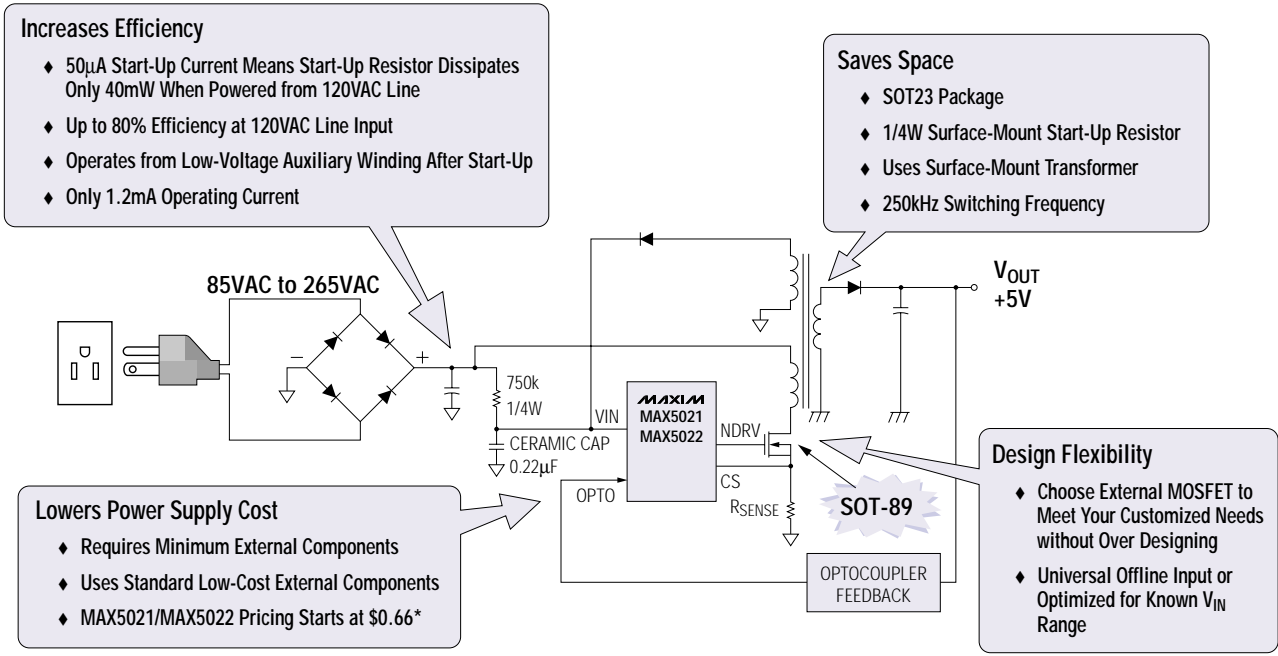 Increases Efficiency
♦ 50μA Start-Up Current Means Start-Up Resistor Dissipates
Only 40mW When Powered from 120VAC Line
♦ Up to 80% Efficiency at 120VAC Line Input
♦ Operates from Low-Voltage Auxiliary Winding After Start-Up
♦ Only 1.2mA Operating Current
Saves Space
♦ SOT23 Package
♦ 1/4W Surface-Mount Start-Up Resistor
♦ Uses Surface-Mount Transformer
♦ 250kHz Switching Frequency
85VAC to 265VAC
VOUT
+5V
−
+
750k
1/4W
VIN
MAXIM
MAX5021
MAX5022
NDRV
CERAMIC CAP
0.22μF
OPTO
CS
RSENSE
SOT-89
OPTOCOUPLER
FEEDBACK
Lowers Power Supply Cost
♦ Requires Minimum External Components
♦ Uses Standard Low-Cost External Components
♦ MAX5021/MAX5022 Pricing Starts at $0.66*
Design Flexibility
♦ Choose External MOSFET to
Meet Your Customized Needs
without Over Designing
♦ Universal Offline Input or
Optimized for Known VIN
Range